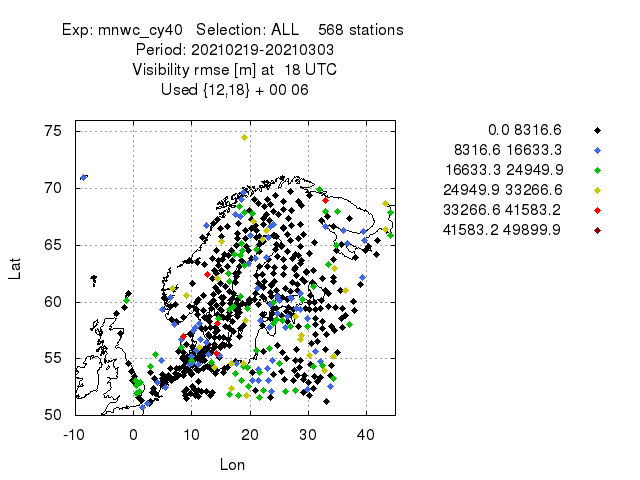 Exp: mnwc_cy40 Selection: ALL 568 stations
Period: 20210219-20210303
Visibility rmse [m] at 18 UTC
Used {12,18} + 00 06
75
70
65
60
55
50
Lat
-10 0 10 20 30 40
Lon
0.0 8316.6
8316.6 16633.3
16633.3 24949.9
24949.9 33266.6
33266.6 41583.2
41583.2 49899.9